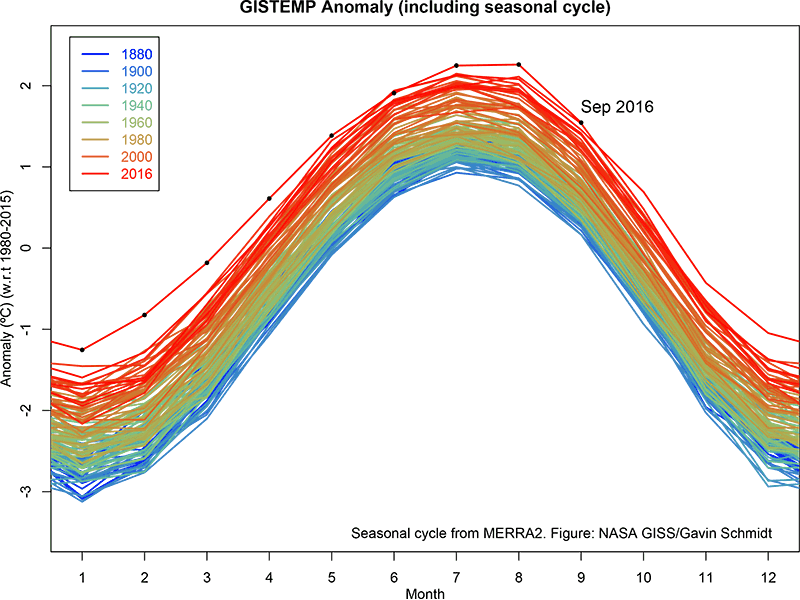 GISTEMP Anomaly (including seasonal cycle)
1880
1900
1920
1940
1960
1980
2000
2016
Sep 2016
Anomaly (ºC) (w.r.t 1980-2015)
2
1
0
-1
-2
-3
Seasonal cycle from MERRA2. Figure: NASA GISS/Gavin Schmidt
1 2 3 4 5 6 7 8 9 10 11 12
Month